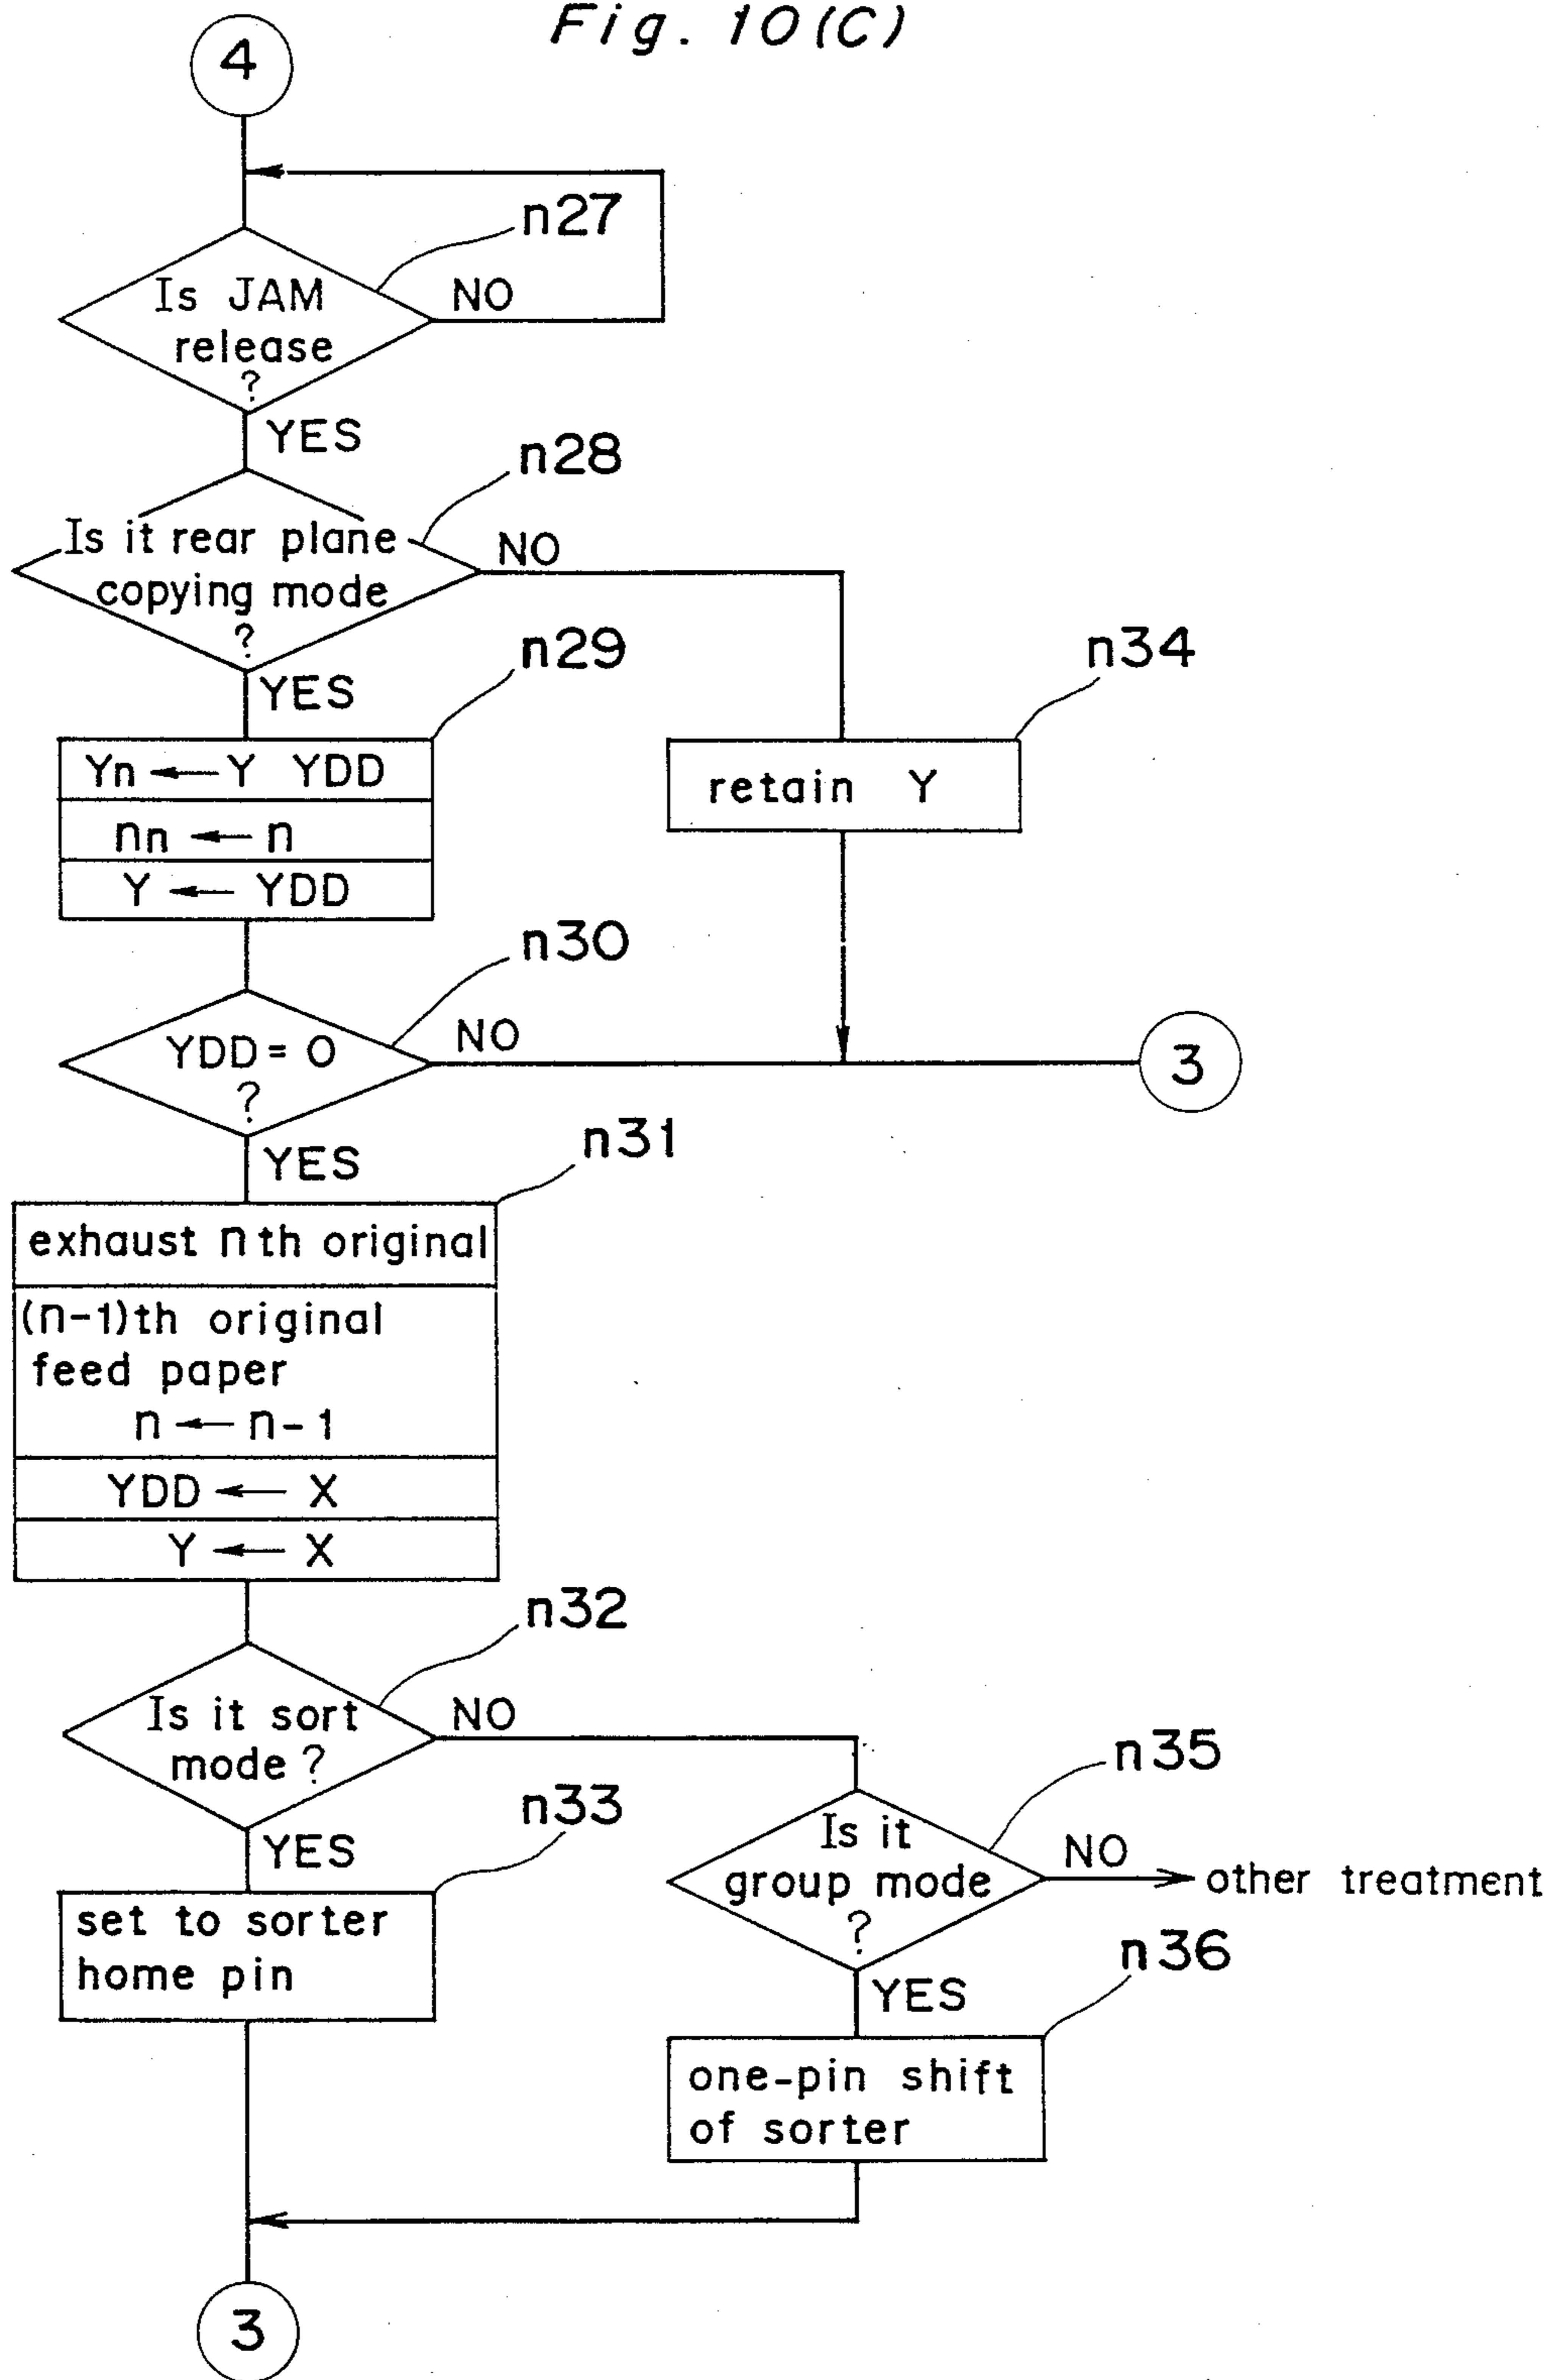 Fig. 10(C)
4
n27
Is JAM
release
?
NO
YES
n28
Is it rear plane
copying mode
?
NO
YES
n29
n34
Yn ← Y YDD
nn ← n
Y ← YDD
retain Y
n30
YDD = 0
?
NO
3
YES
n31
exhaust nth original
(n-1)th original
feed paper
n ← n-1
YDD ← X
Y ← X
n32
Is it sort
mode ?
NO
YES
n33
set to sorter
home pin
n35
Is it
group mode
?
NO
other treatment
YES
n36
one-pin shift
of sorter
3